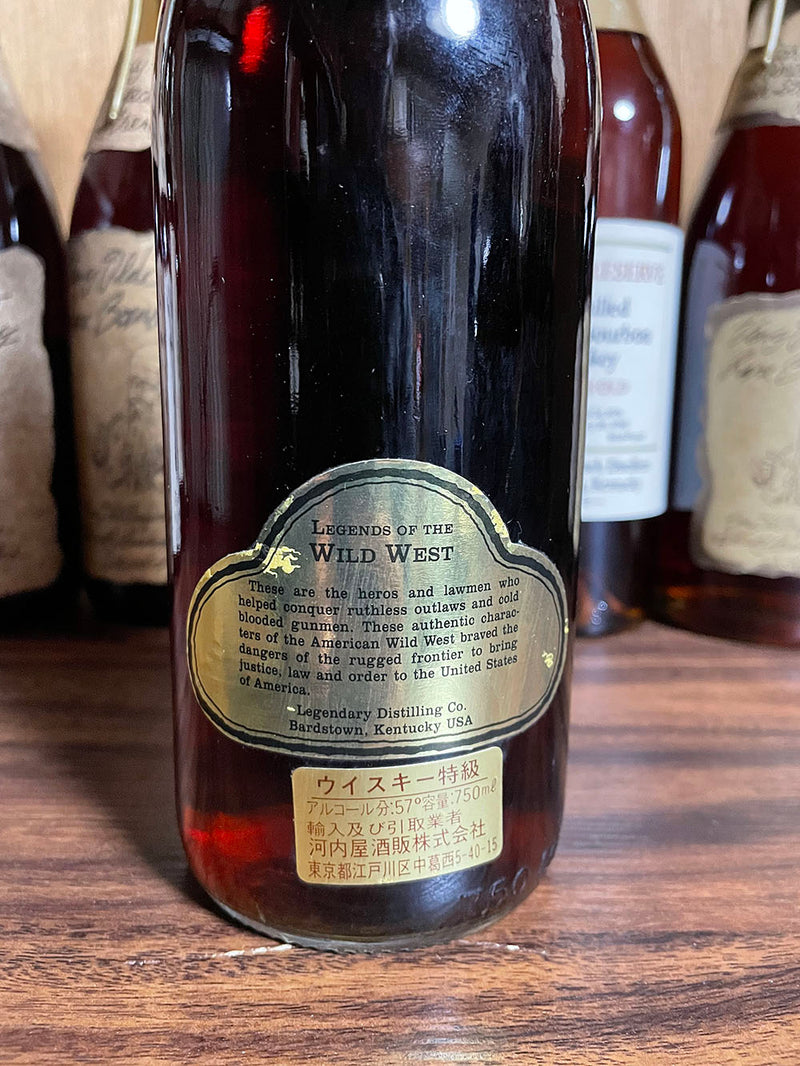 LEGENDS OF THE
WILD WEST
These are the heros and lawmen who
helped conquer ruthless outlaws and cold
blooded gunmen. These authentic charac-
ters of the American Wild West braved the
dangers of the rugged frontier to bring
justice, law and order to the United States
of America.
Legendary Distilling Co.
Bardstown, Kentucky USA
ウイスキー特級
アルコール分:57°容量:750mℓ
輸入及び引取業者
河内屋酒販株式会社
東京都江戸川区中葛西5-40-15
750